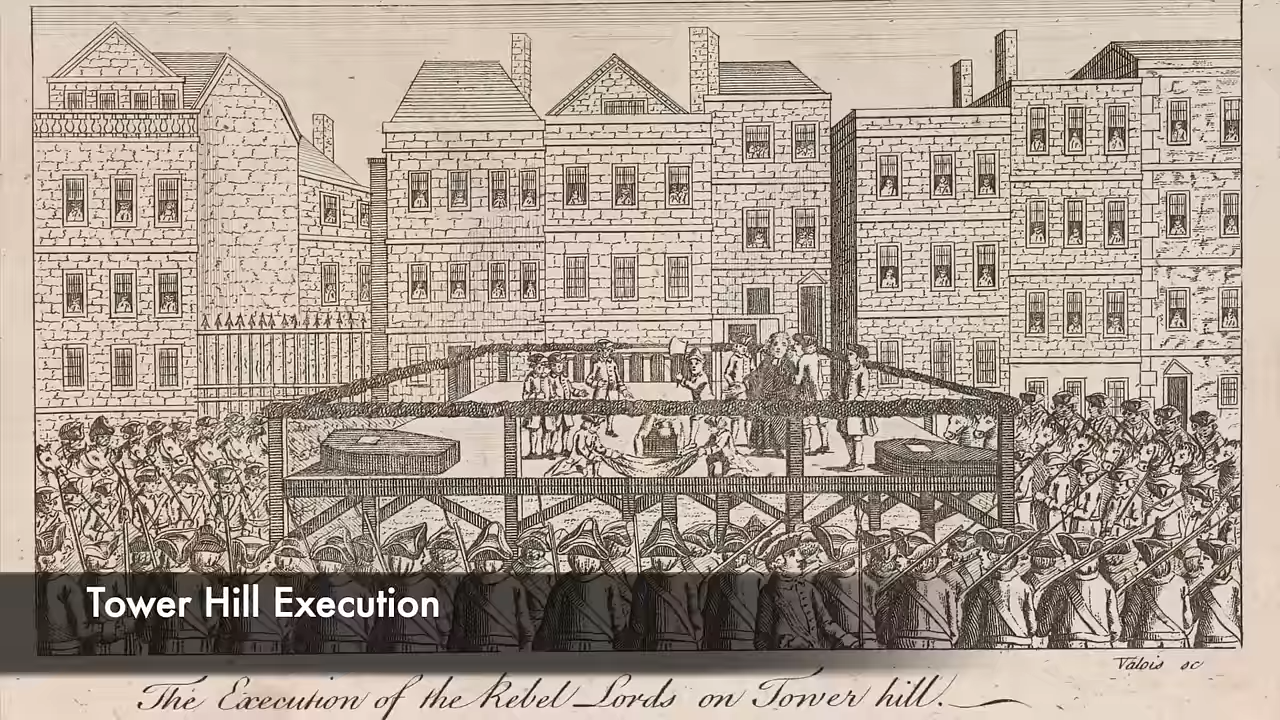 Tower Hill Execution
Valois sc
The Execution of the Rebel Lords on Tower hill.